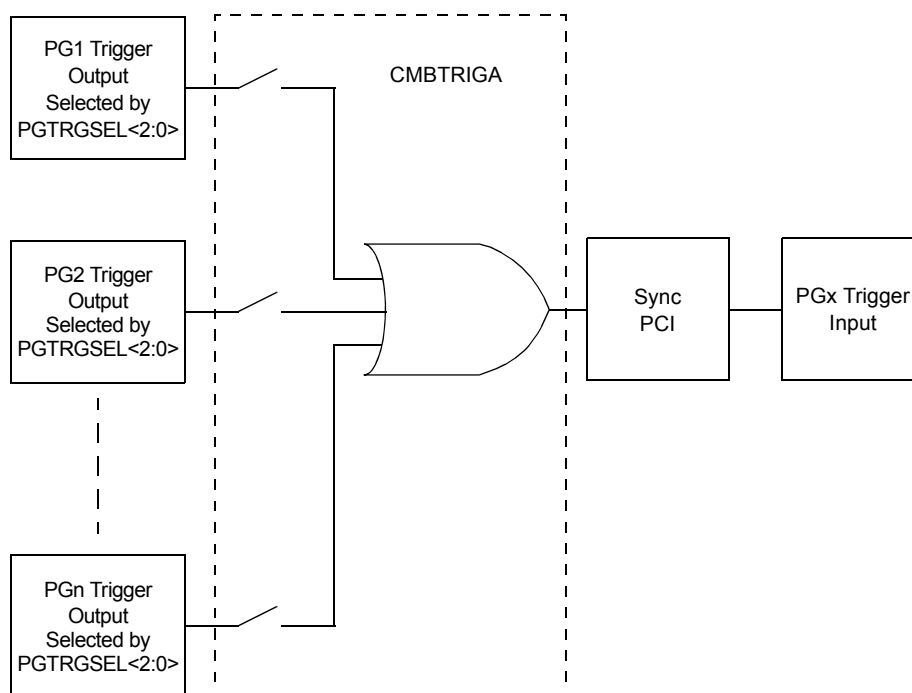 PG1 Trigger
Output
Selected by
PGTRGSEL<2:0>
CMBTRIGA
PG2 Trigger
Output
Selected by
PGTRGSEL<2:0>
Sync
PCI
PGx Trigger
Input
PGn Trigger
Output
Selected by
PGTRGSEL<2:0>